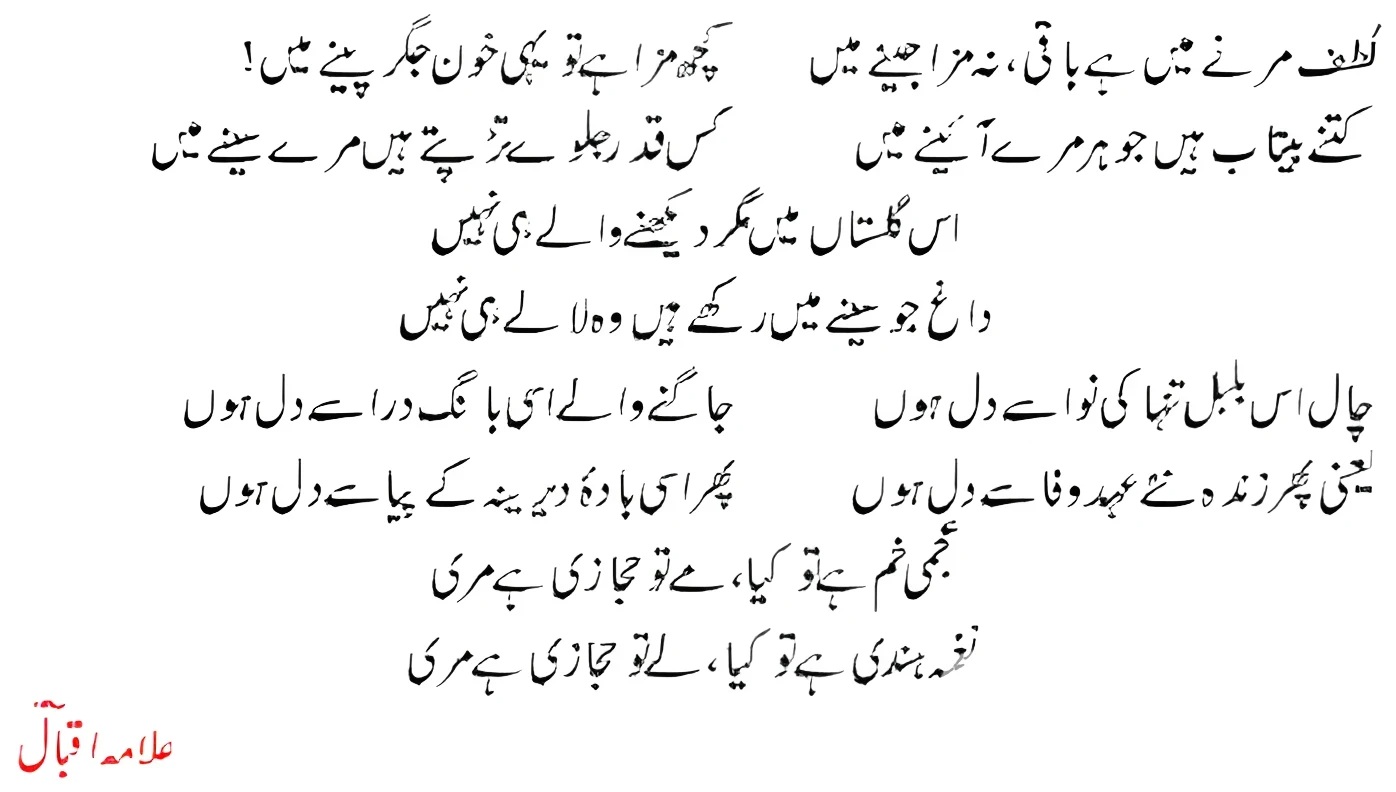 لُطف مرنے میں ہے باقی، نہ مزا جینے میں کچھ مزا ہے تو یہی خونِ جگر پینے میں!
کتنے بیتاب ہیں جوہر مرے آئینے میں کس قدر جلوے تڑپتے ہیں مرے سینے میں
اس گلستاں میں مگر دیکھنے والے ہی نہیں
داغ جو سینے میں رکھتے ہیں وہ لالے ہی نہیں
چاک اس بلبل تنہا کی نوا سے دل ہوں جاگنے والے اسی بانگ درا سے دل ہوں
یعنی پھر زندہ نئے عہد وفا سے دل ہوں پھر اسی بادۂ دیرینہ کے پیاسے دل ہوں
عجمی خم ہے تو کیا، مے تو حجازی ہے مری
نغمہ ہندی ہے تو کیا، لے تو حجازی ہے مری
علامہ اقبالؒ